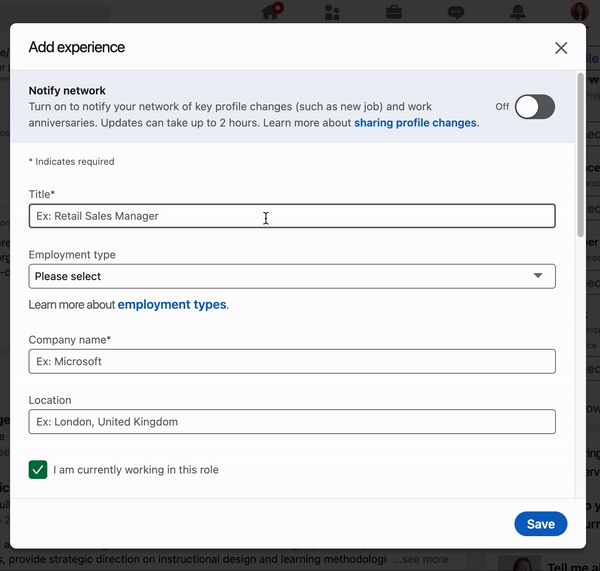 Add experience
Notify network
Turn on to notify your network of key profile changes (such as new job) and work
Off
anniversaries. Updates can take up to 2 hours. Learn more about sharing profile changes.
* Indicates required
Title*
Ex: Retail Sales Manager
Employment type
Please select
Learn more about employment types.
Company name*
Ex: Microsoft
Location
Ex: London, United Kingdom
I am currently working in this role
Save
, provide strategic direction on instructional design and learning methodologi ...see more
Tell me